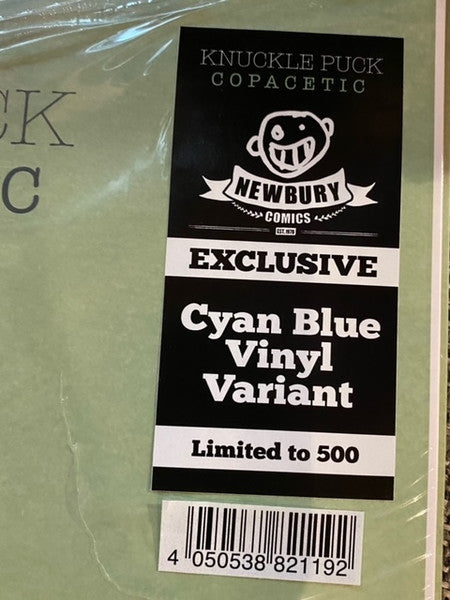 CK
C
KNUCKLE PUCK
COPACETIC
NEWBURY
COMICS
EST. 1978
EXCLUSIVE
Cyan Blue
Vinyl
Variant
Limited to 500
4 050538 821192